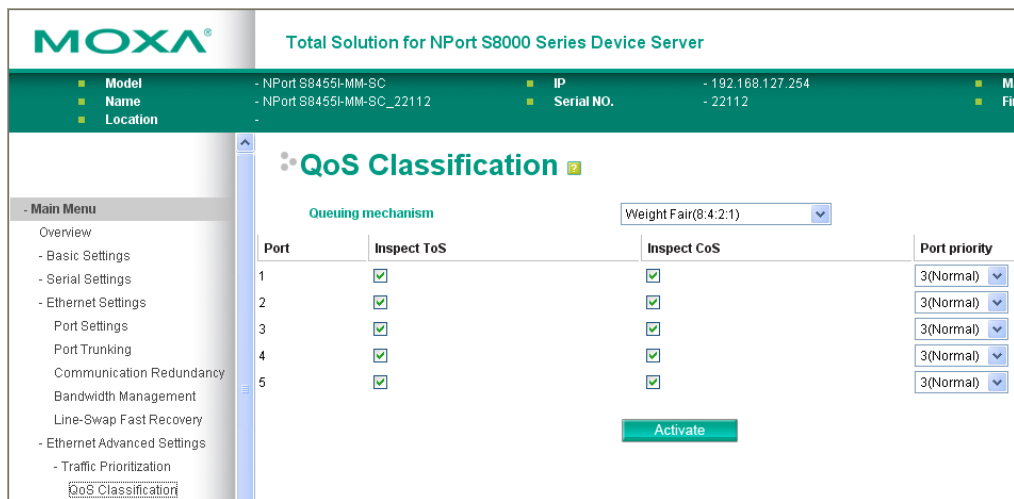 MOXA®
Total Solution for NPort S8000 Series Device Server
Model - NPort S8455I-MM-SC IP - 192.168.127.254 M
Name - NPort S8455I-MM-SC_22112 Serial NO. - 22112 Fi
Location -
QoS Classification ?
- Main Menu
Overview
- Basic Settings
- Serial Settings
- Ethernet Settings
Port Settings
Port Trunking
Communication Redundancy
Bandwidth Management
Line-Swap Fast Recovery
- Ethernet Advanced Settings
- Traffic Prioritization
QoS Classification
Queuing mechanism Weight Fair(8:4:2:1)
Port Inspect ToS Inspect CoS Port priority
1 3(Normal)
2 3(Normal)
3 3(Normal)
4 3(Normal)
5 3(Normal)
Activate